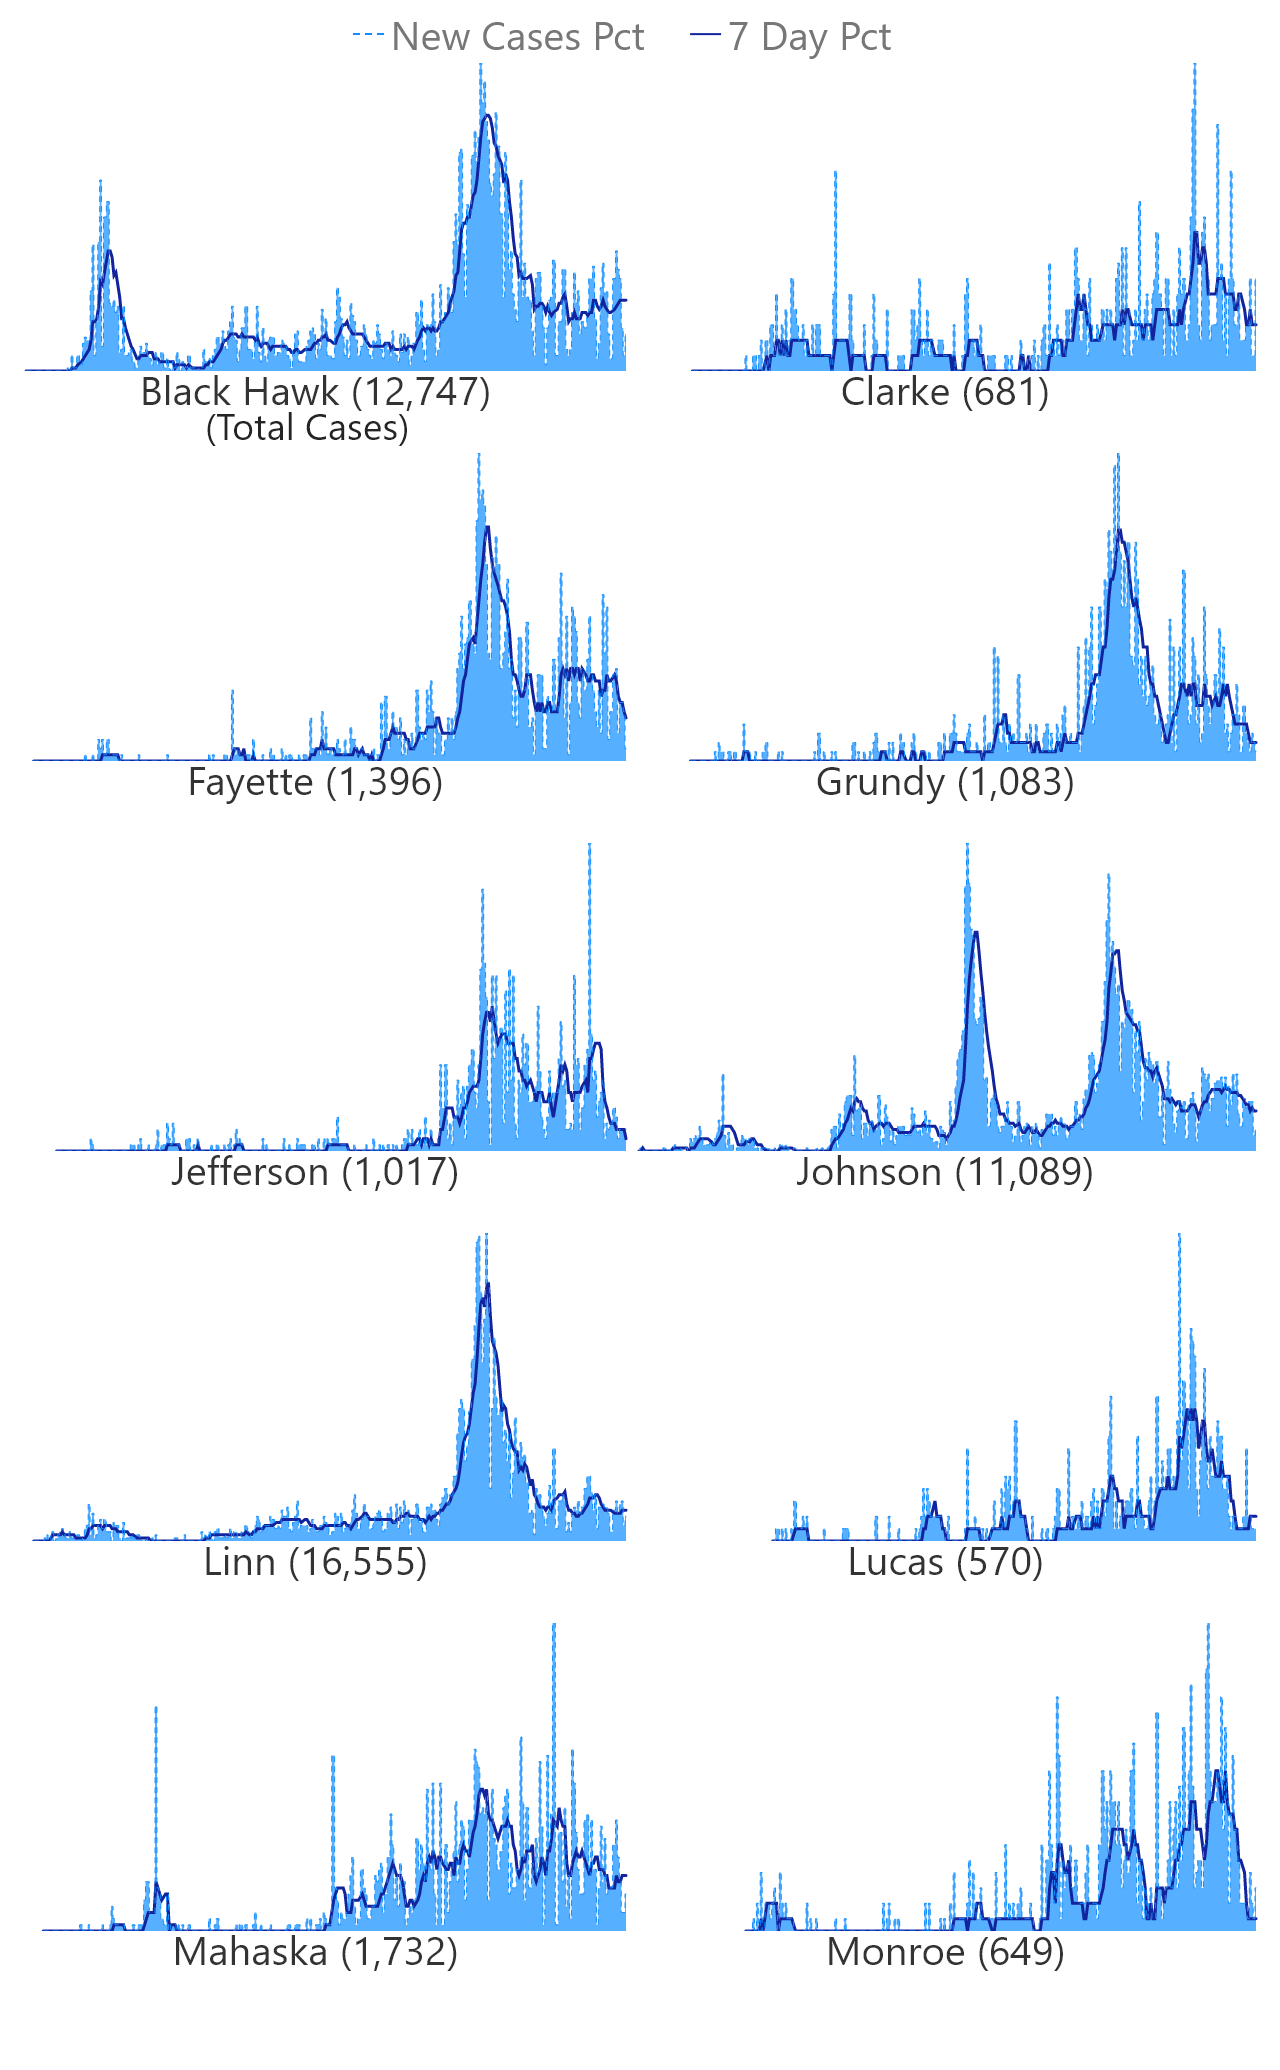 New Cases Pct 7 Day Pct
Black Hawk (12,747) Clarke (681)
(Total Cases)
Fayette (1,396) Grundy (1,083)
Jefferson (1,017) Johnson (11,089)
Linn (16,555) Lucas (570)
Mahaska (1,732) Monroe (649)